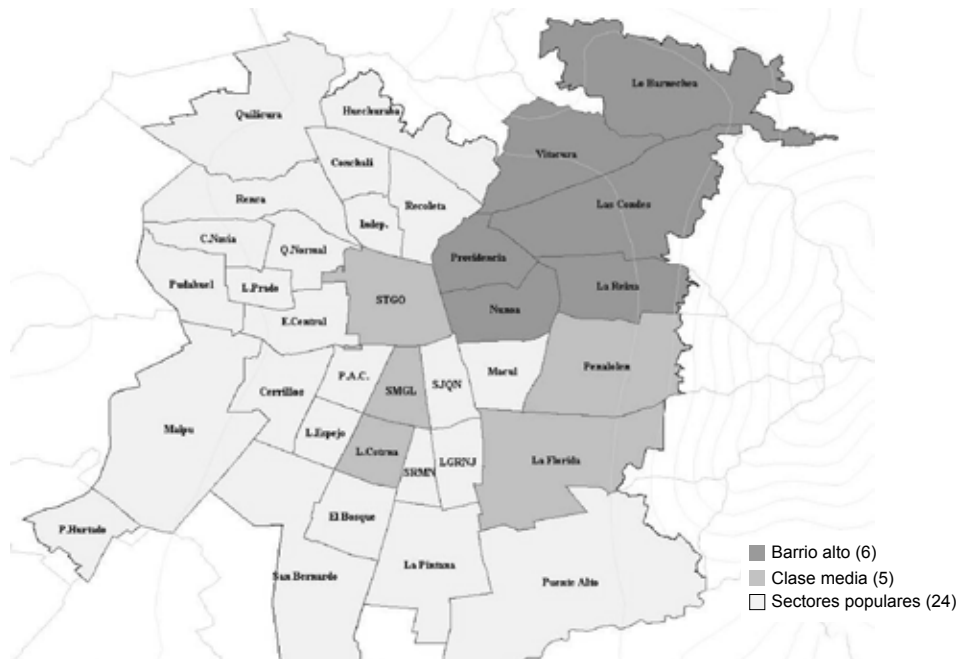 Lo Barnechea
Quilicura
Huechuraba
Vitacura
Conchali
Renca
Recoleta
Las Condes
Indep.
C.Navia
Q.Normal
Providencia
Pudahuel
L.Prado
La Reina
STGO
Nunoa
E.Central
Penalolen
Macul
P.A.C.
SMGL
SJQN
Cerrillos
Maipu
L.Espejo
L.Cstrna
LGRNJ
La Florida
SRMN
El Bosque
P.Hurtado
La Pintana
San Bernardo
Puente Alto
Barrio alto (6)
Clase media (5)
Sectores populares (24)